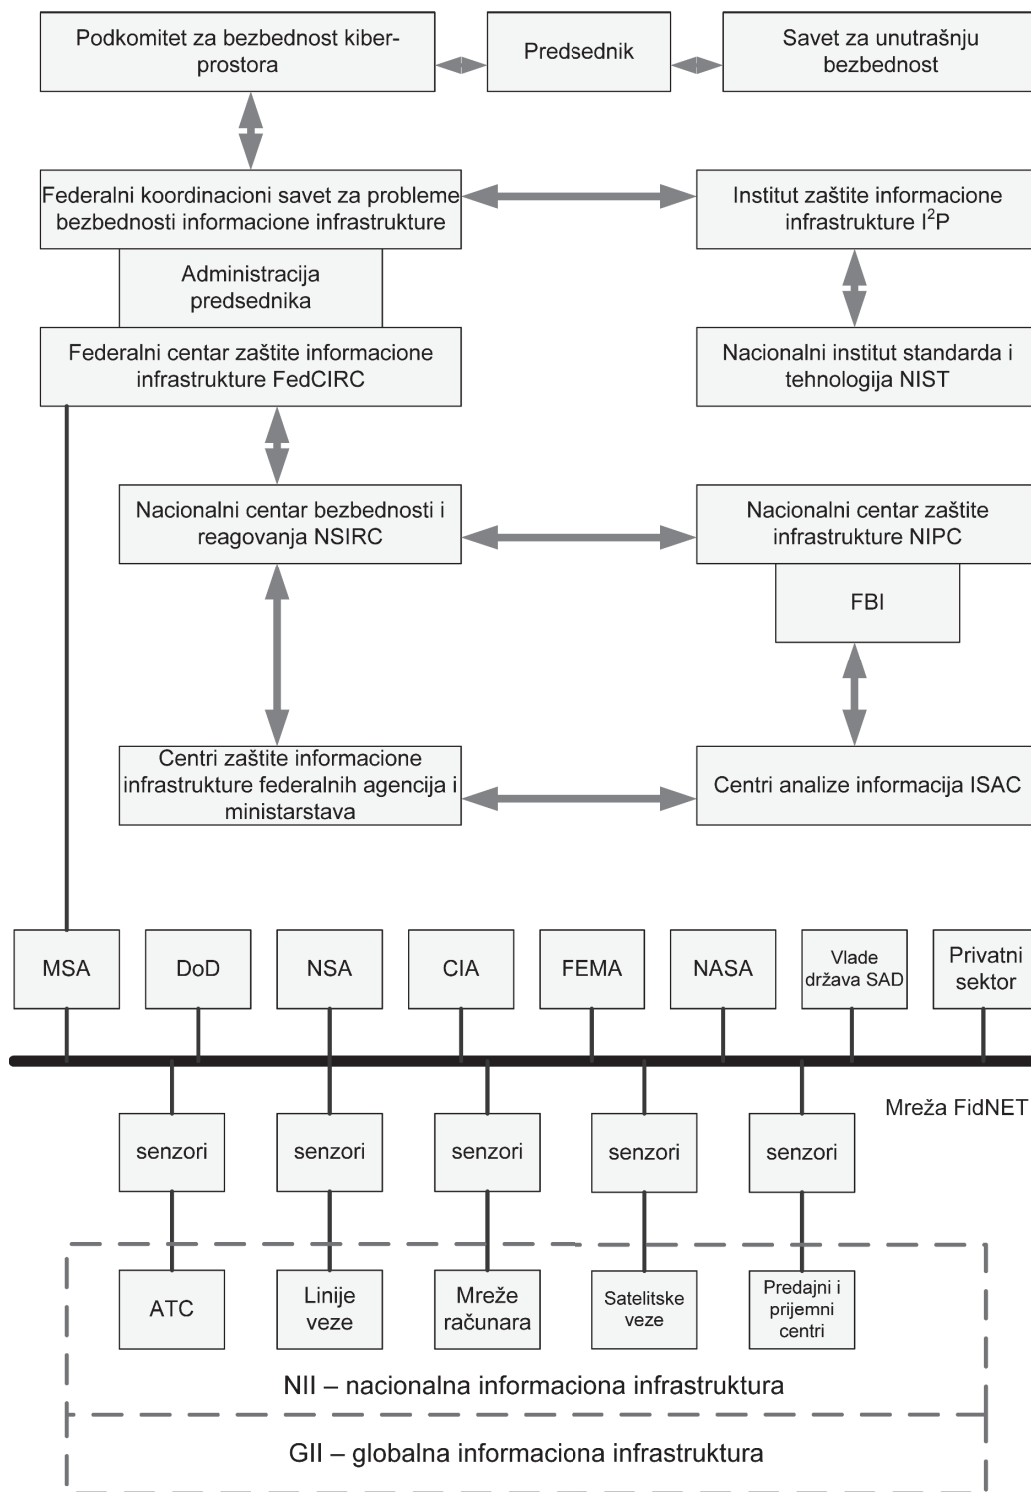 Podkomitet za bezbednost kiber-
prostora
Predsednik
Savet za unutrašnju
bezbednost
Federalni koordinacioni savet za probleme
bezbednosti informacione infrastrukture
Institut zaštite informacione
infrastrukture I²P
Administracija
predsednika
Federalni centar zaštite informacione
infrastrukture FedCIRC
Nacionalni institut standarda i
tehnologija NIST
Nacionalni centar bezbednosti i
reagovanja NSIRC
Nacionalni centar zaštite
infrastrukture NIPC
FBI
Centri zaštite informacione
infrastrukture federalnih agencija i
ministarstava
Centri analize informacija ISAC
MSA
DoD
NSA
CIA
FEMA
NASA
Vlade
država SAD
Privatni
sektor
Mreža FidNET
senzori
senzori
senzori
senzori
senzori
ATC
Linije
veze
Mreže
računara
Satelitske
veze
Predajni i
prijemni
centri
NII – nacionalna informaciona infrastruktura
GII – globalna informaciona infrastruktura